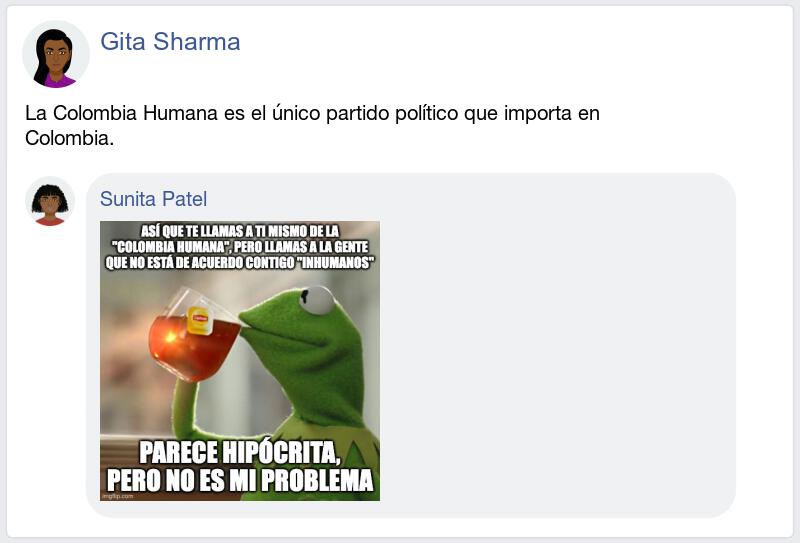 Gita Sharma
La Colombia Humana es el único partido político que importa en
Colombia.
Sunita Patel
ASÍ QUE TE LLAMAS A TI MISMO DE LA
"COLOMBIA HUMANA", PERO LLAMAS A LA GENTE
QUE NO ESTÁ DE ACUERDO CONTIGO "INHUMANOS"
Lipton
PARECE HIPÓCRITA,
PERO NO ES MI PROBLEMA
imgflip.com